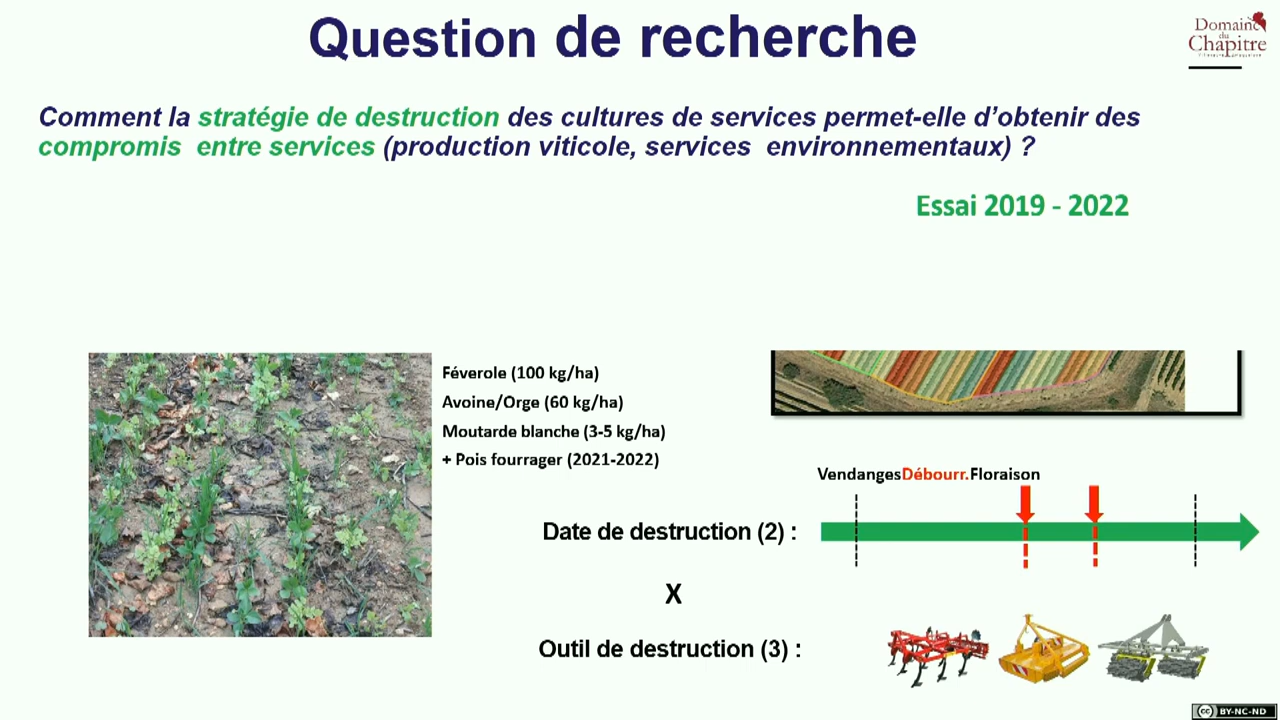 Question de recherche
Domaine
du
Chapitre
Comment la stratégie de destruction des cultures de services permet-elle d'obtenir des
compromis entre services (production viticole, services environnementaux) ?
Essai 2019 - 2022
Féverole (100 kg/ha)
Avoine/Orge (60 kg/ha)
Moutarde blanche (3-5 kg/ha)
+ Pois fourrager (2021-2022)
VendangesDébourr.Floraison
Date de destruction (2) :
X
Outil de destruction (3) :
cc BY-NC-ND